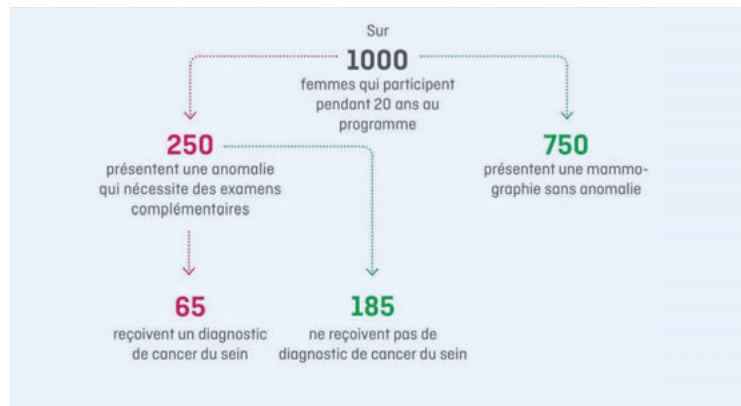 Sur
1000
femmes qui participent
pendant 20 ans au
programme
250
présentent une anomalie
qui nécessite des examens
complémentaires
750
présentent une mammo-
graphie sans anomalie
65
reçoivent un diagnostic
de cancer du sein
185
ne reçoivent pas de
diagnostic de cancer du sein